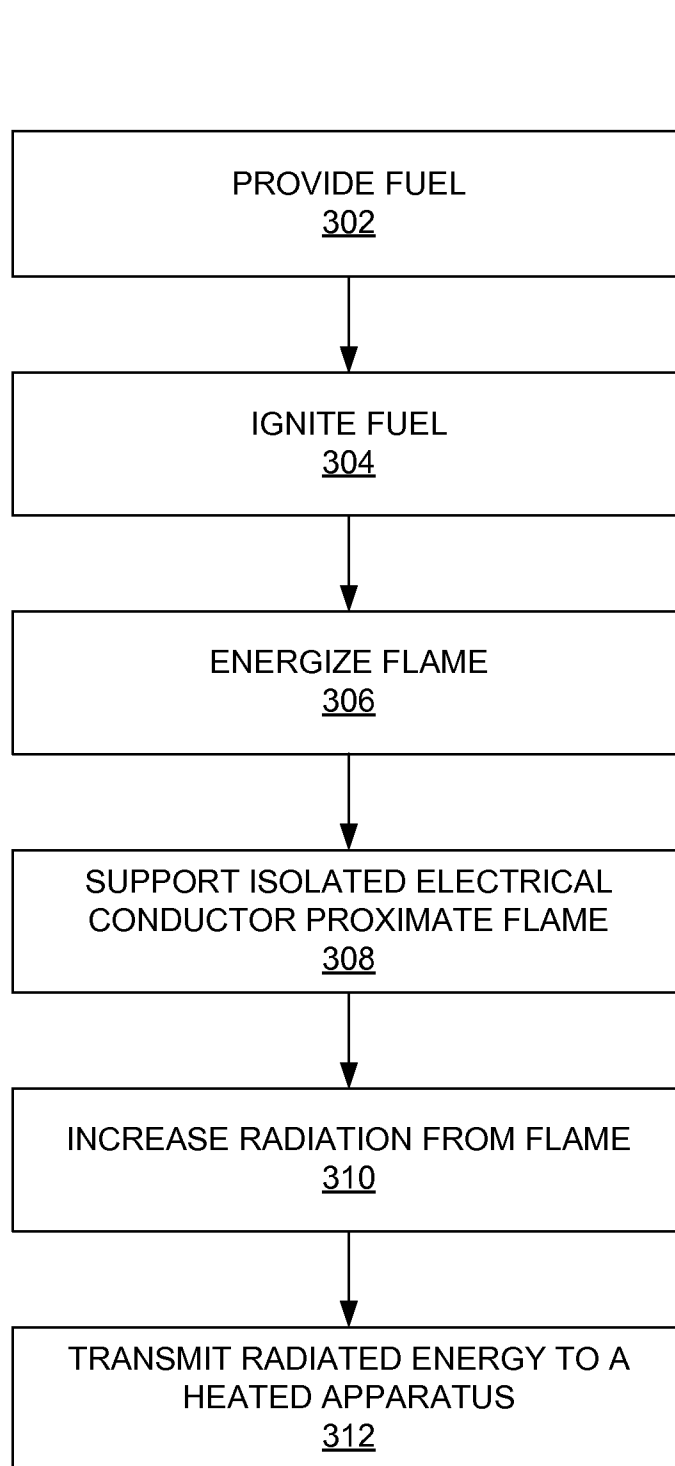 PROVIDE FUEL
302
IGNITE FUEL
304
ENERGIZE FLAME
306
SUPPORT ISOLATED ELECTRICAL
CONDUCTOR PROXIMATE FLAME
308
INCREASE RADIATION FROM FLAME
310
TRANSMIT RADIATED ENERGY TO A
HEATED APPARATUS
312